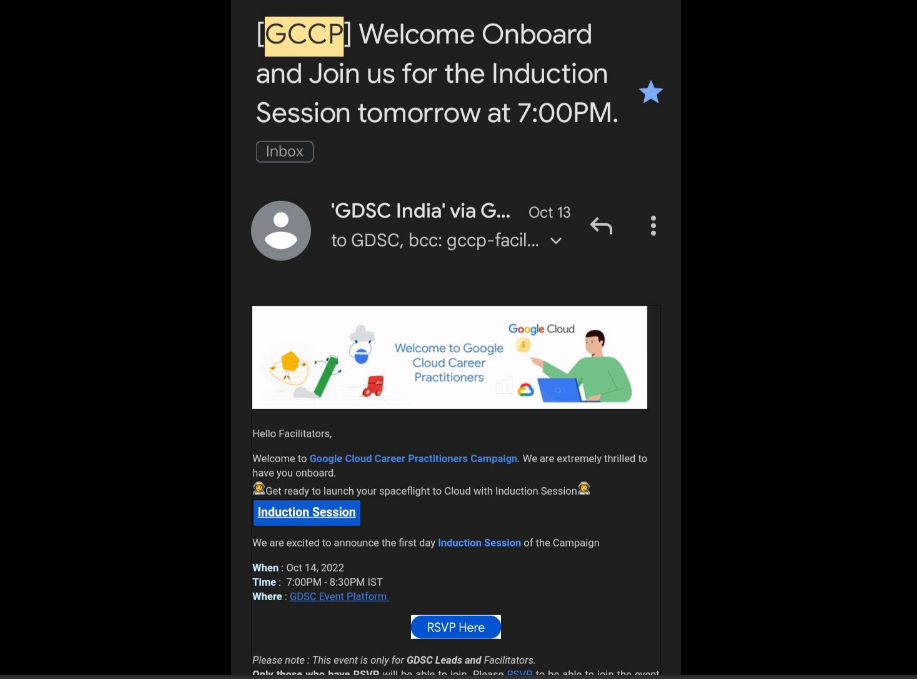 [GCCP] Welcome Onboard
and Join us for the Induction
Session tomorrow at 7:00PM.
Inbox
'GDSC India' via G... Oct 13
to GDSC, bcc: gccp-facil...
Google Cloud
Welcome to Google
Cloud Career
Practitioners
Hello Facilitators,
Welcome to Google Cloud Career Practitioners Campaign. We are extremely thrilled to
have you onboard.
🧑‍🚀Get ready to launch your spaceflight to Cloud with Induction Session🧑‍🚀
Induction Session
We are excited to announce the first day Induction Session of the Campaign
When : Oct 14, 2022
Time : 7:00PM - 8:30PM IST
Where : GDSC Event Platform
RSVP Here
Please note : This event is only for GDSC Leads and Facilitators.
Only those who have RSVP will be able to join. Please RSVP to be able to join the event